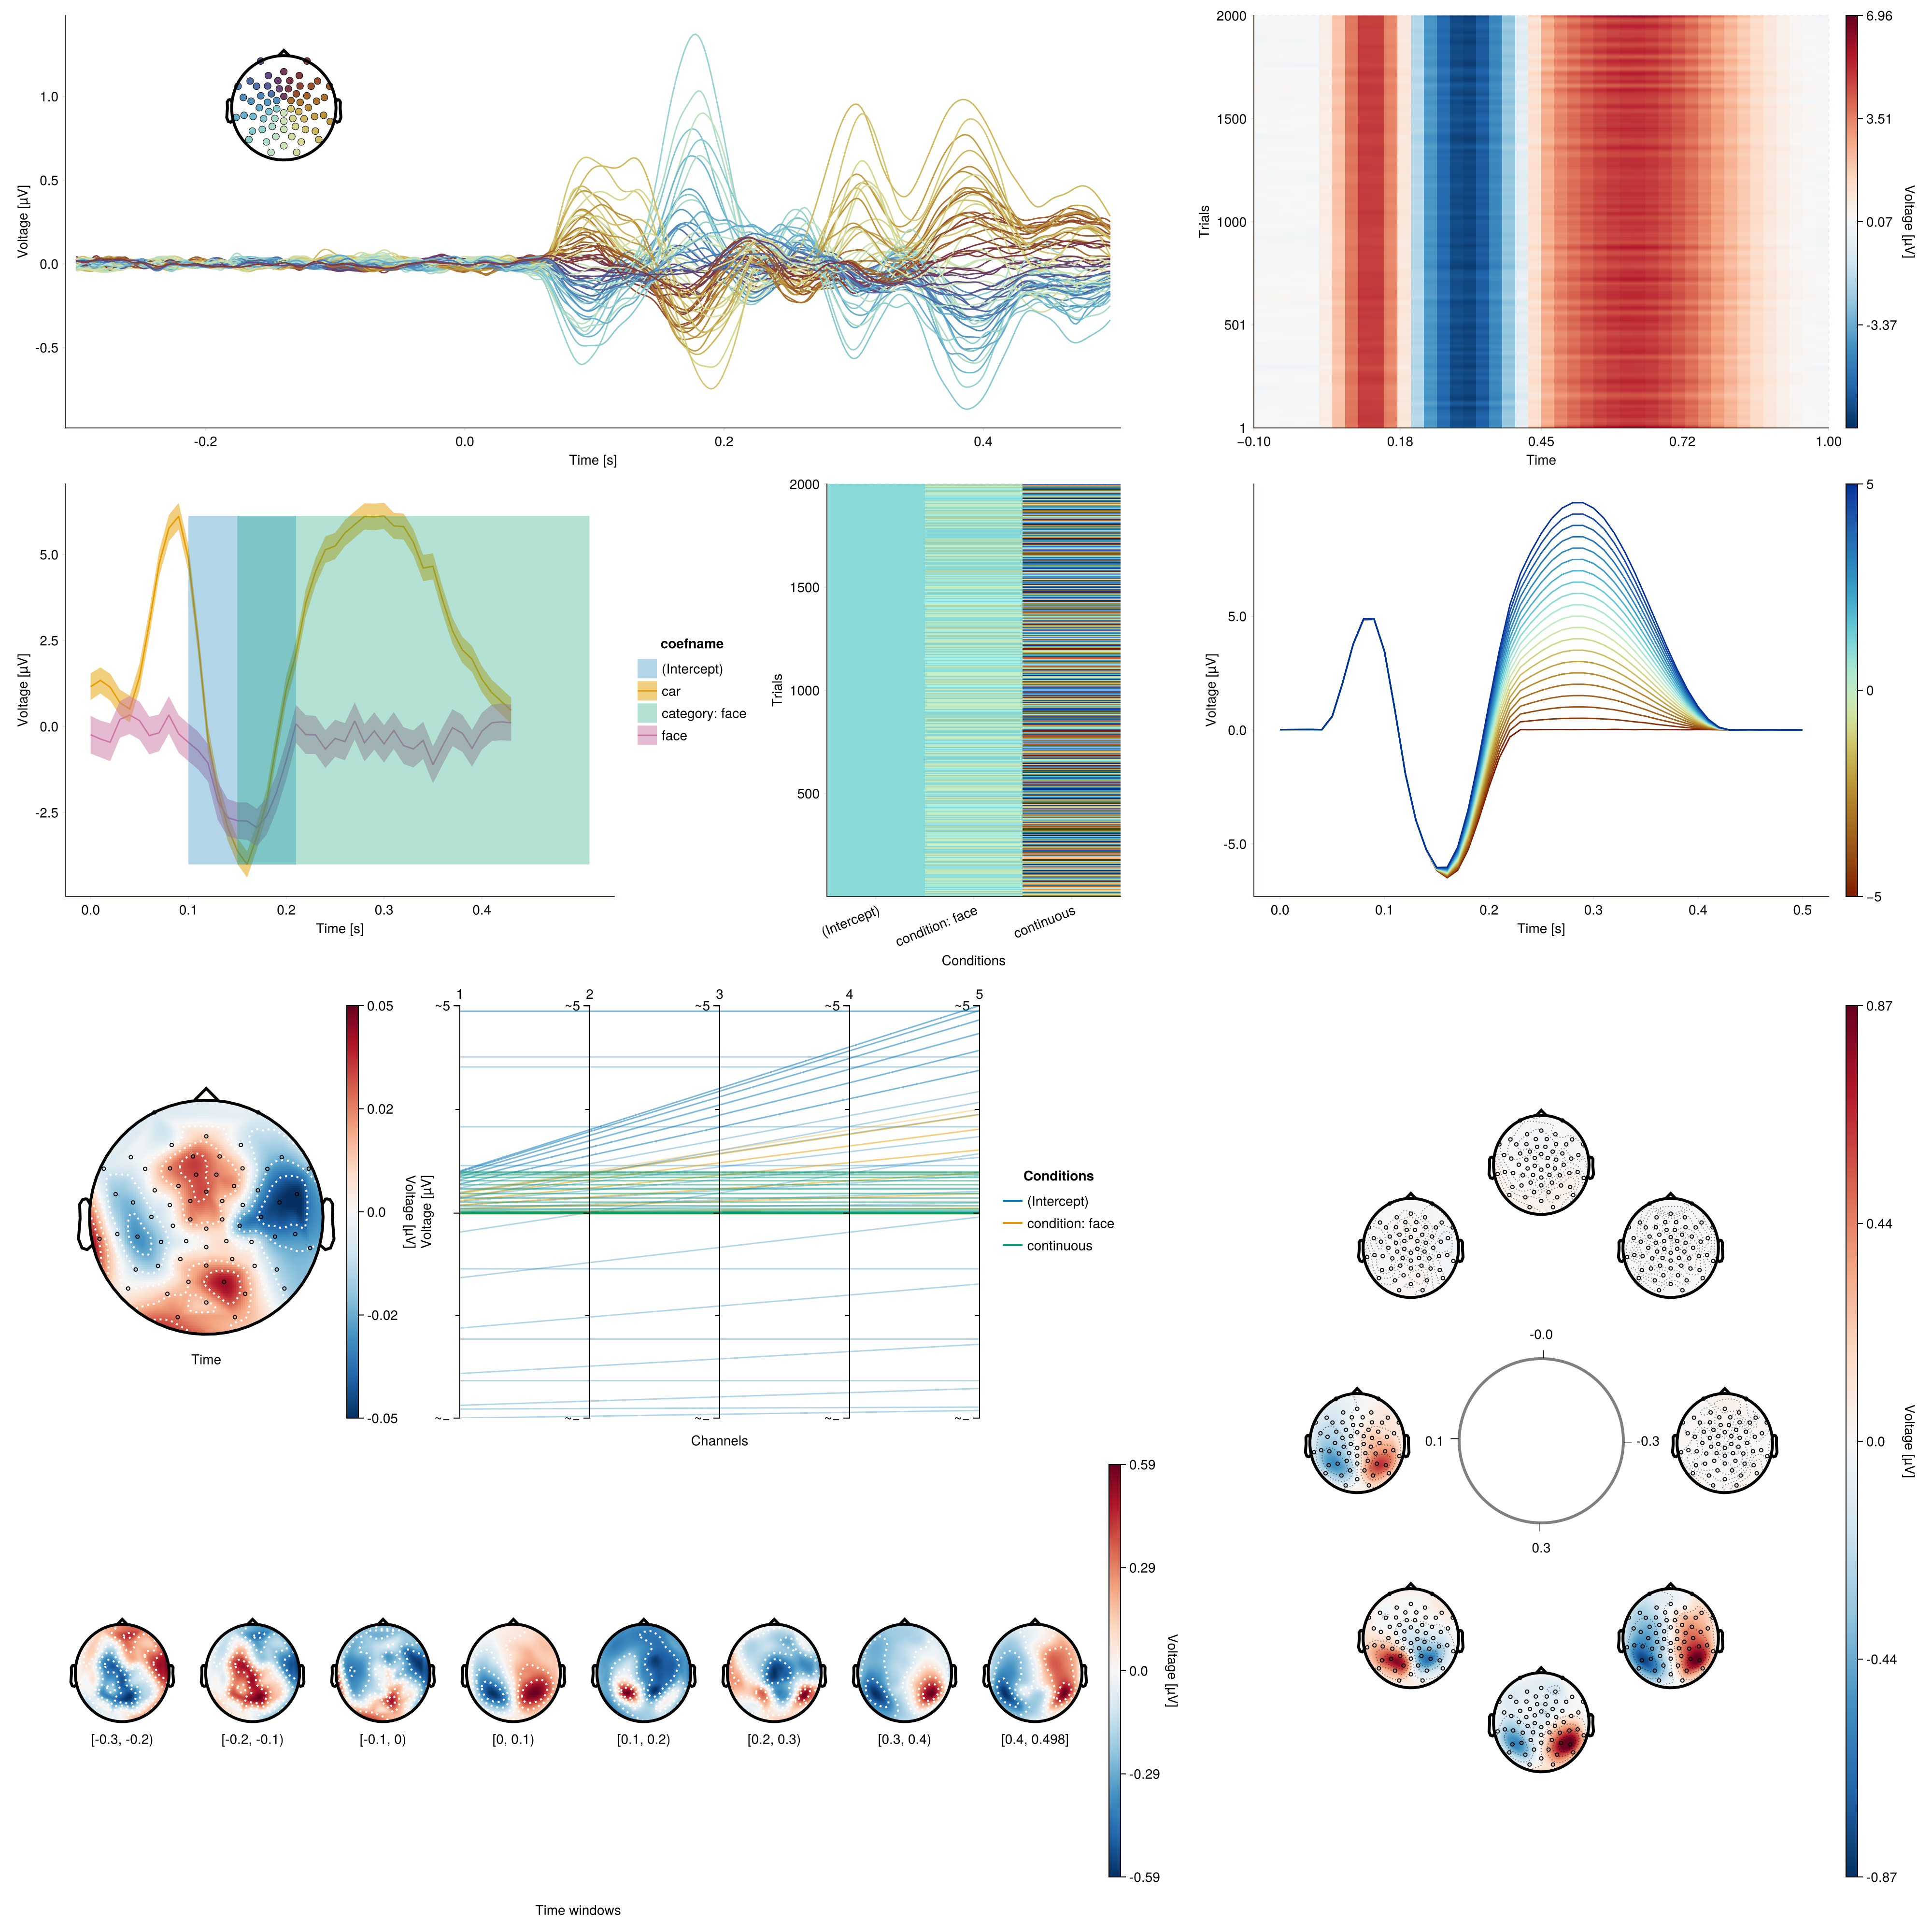 1.0
0.5
0.0
-0.5
Voltage [µV]
-0.2
0.0
0.2
0.4
Time [s]
2000
1500
1000
501
1
Trials
−0.10
0.18
0.45
0.72
1.00
Time
6.96
3.51
0.07
-3.37
Voltage [µV]
5.0
2.5
0.0
-2.5
Voltage [µV]
0.0
0.1
0.2
0.3
0.4
Time [s]
coefname
(Intercept)
car
category: face
face
2000
1500
1000
500
Trials
(Intercept)
condition: face
continuous
Conditions
5.0
0.0
-5.0
Voltage [µV]
0.0
0.1
0.2
0.3
0.4
0.5
Time [s]
5
0
−5
Time
0.05
0.02
0.0
-0.02
-0.05
Voltage [µV]
Voltage [µV]
1
2
3
4
5
~5
~5
~5
~5
~5
~–
~–
~–
~–
~–
Channels
Conditions
(Intercept)
condition: face
continuous
-0.0
0.1
-0.3
0.3
0.87
0.44
0.0
-0.44
-0.87
Voltage [µV]
[-0.3, -0.2)
[-0.2, -0.1)
[-0.1, 0)
[0, 0.1)
[0.1, 0.2)
[0.2, 0.3)
[0.3, 0.4)
[0.4, 0.498]
Time windows
0.59
0.29
0.0
-0.29
-0.59
Voltage [µV]